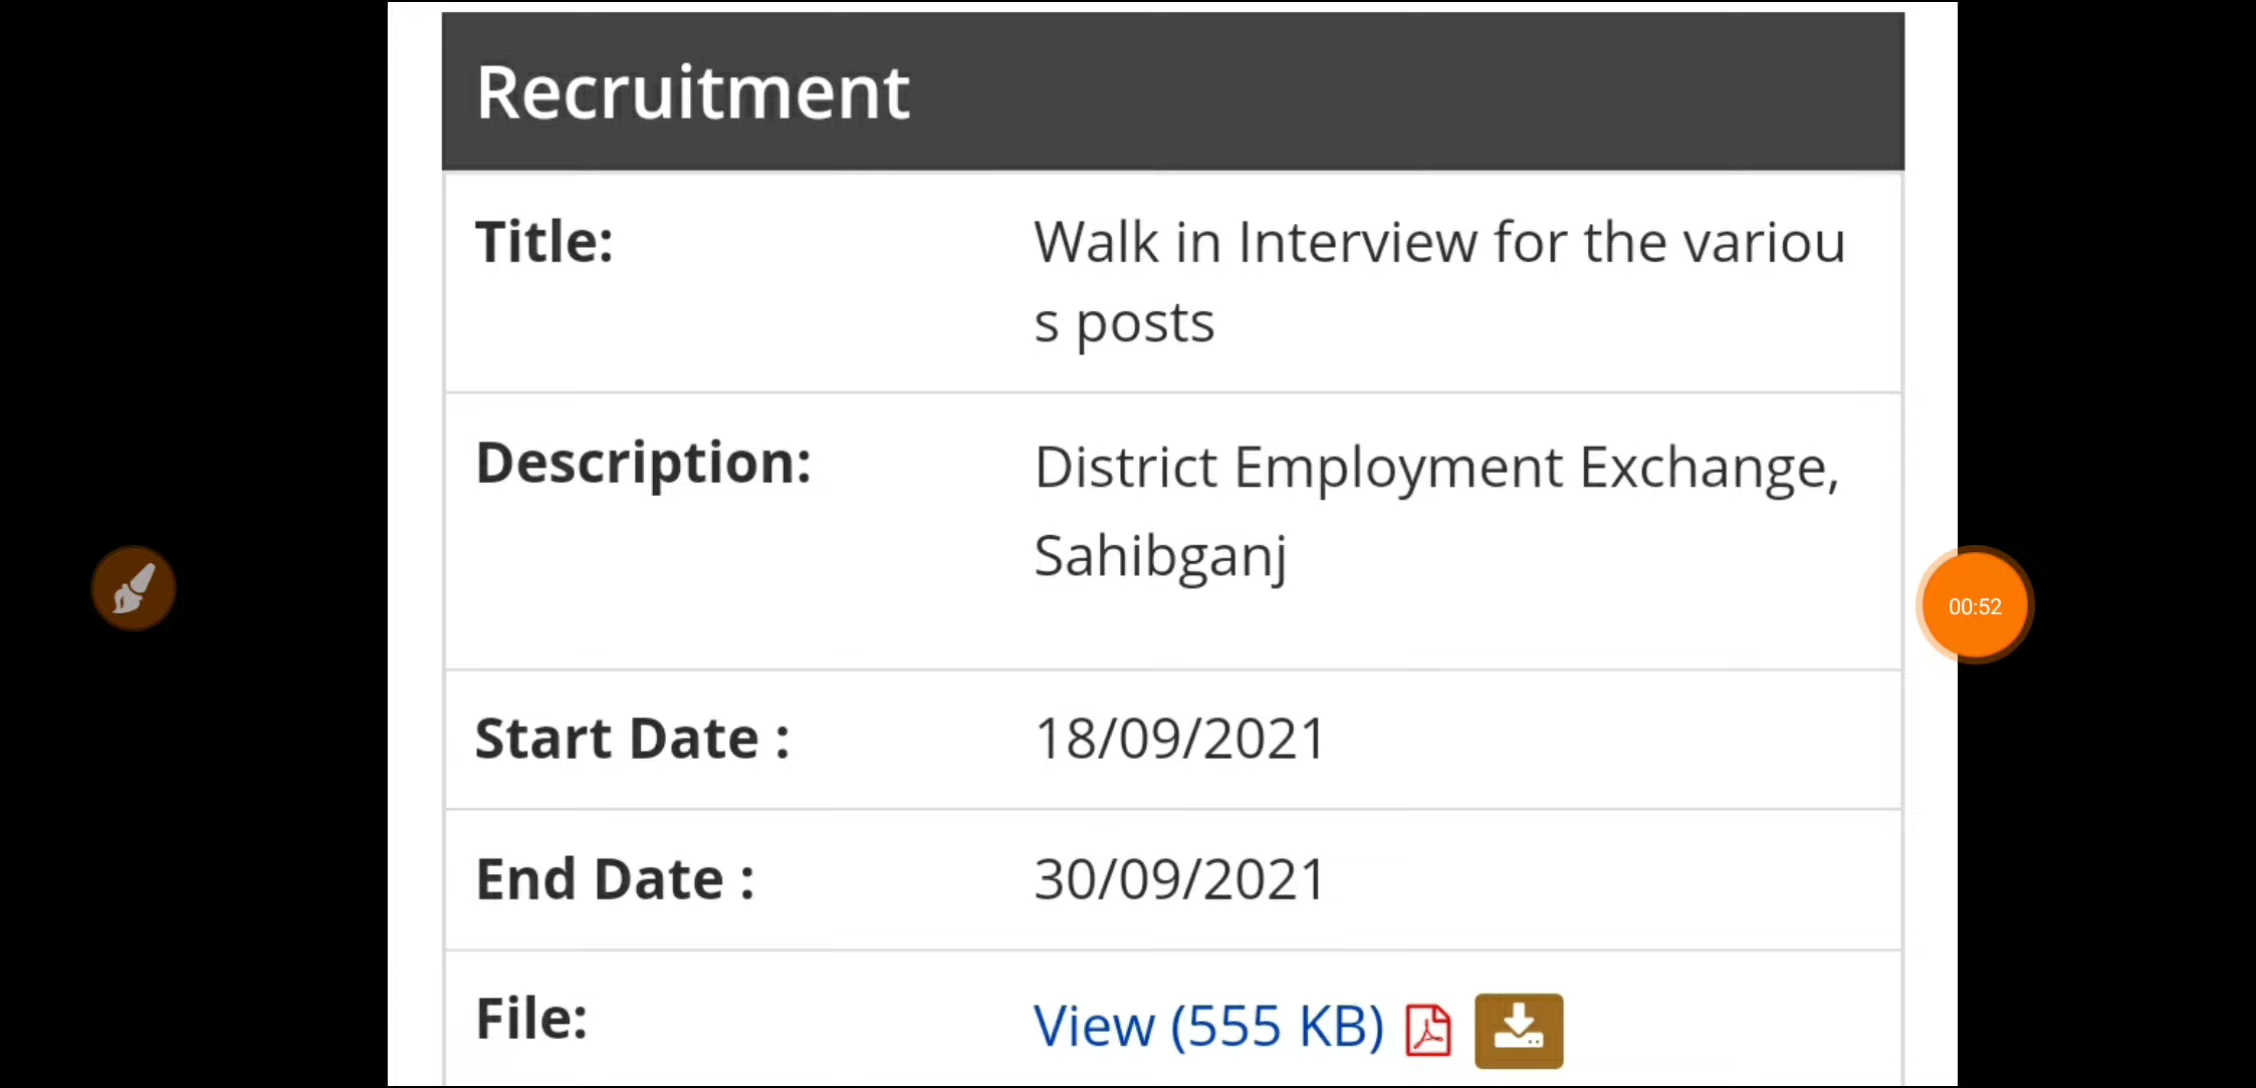 Recruitment
Title:
Walk in Interview for the variou
s posts
Description:
District Employment Exchange,
Sahibganj
Start Date :
18/09/2021
End Date :
30/09/2021
File:
View (555 KB)
00:52